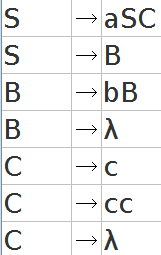 S → aSC
S → B
B → bB
B → λ
C → c
C → cc
C → λ